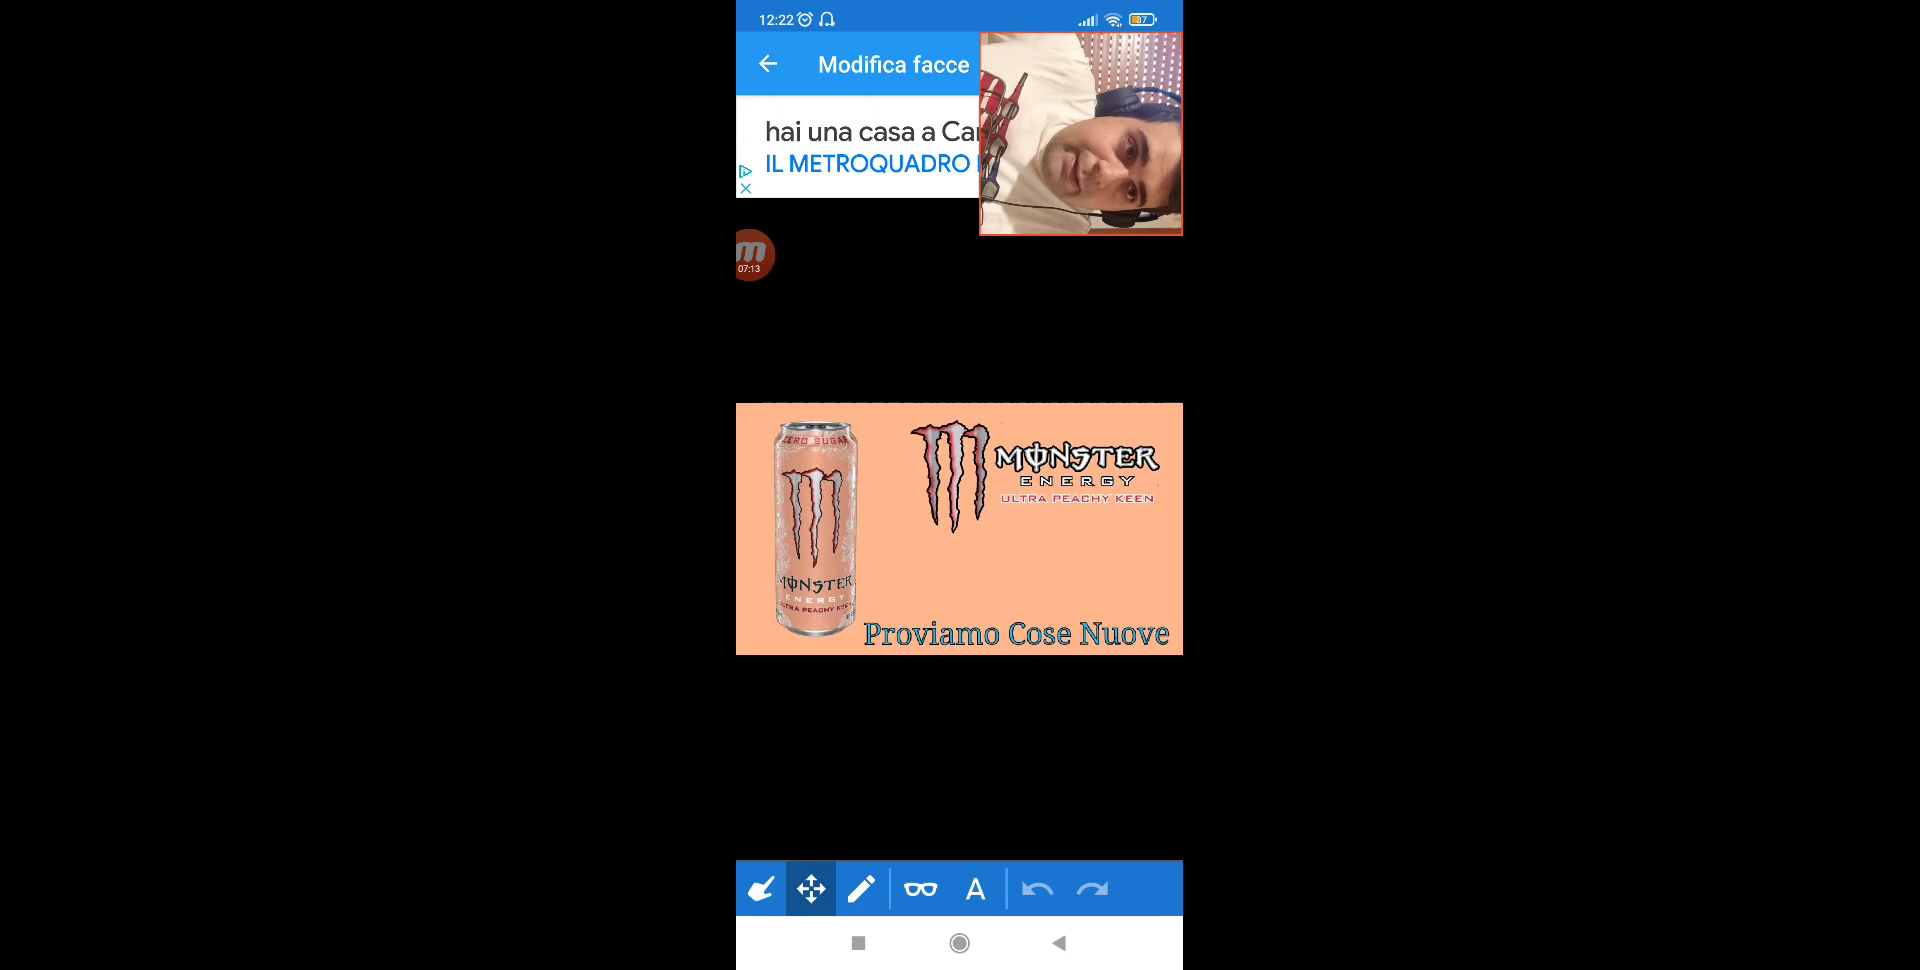 12:22
37
Modifica facce
hai una casa a Ca
IL METROQUADRO
07:13
ZERO SUGAR
MONSTER
ENERGY
ULTRA PEACHY KEEN
MONSTER
ENERGY
ULTRA PEACHY KEEN
Proviamo Cose Nuove
A